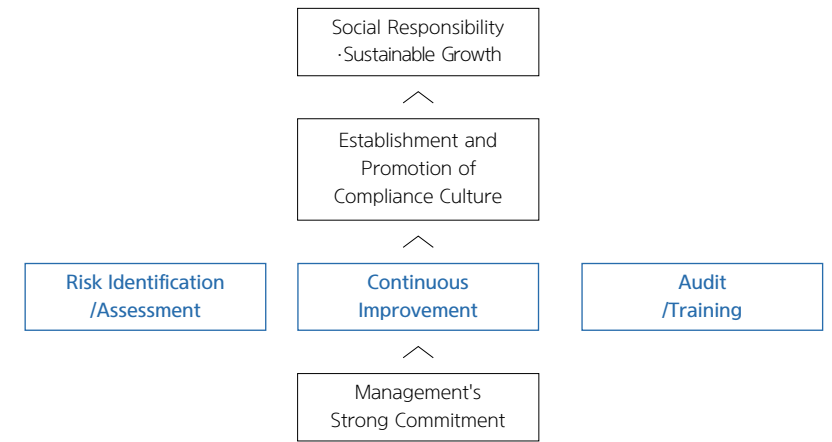 Social Responsibility
·Sustainable Growth
Establishment and
Promotion of
Compliance Culture
Risk Identification
/Assessment
Continuous
Improvement
Audit
/Training
Management's
Strong Commitment